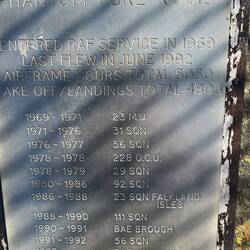 PHANTOM
ENTERED RAF SERVICE IN 1969
LAST FLEW IN JUNE 1992
AIRFRAME HOURS TOTAL 5050
TAKE OFF/LANDINGS TOTAL 4803
1969 - 1971 23 M.U.
1971 - 1976 31 SQN
1976 - 1977 56 SQN
1978 - 1978 228 O.C.U.
1978 - 1979 29 SQN
1980 - 1986 92 SQN
1986 - 1988 23 SQN FALKLAND
ISLES
1988 - 1990 111 SQN
1990 - 1991 BAE BROUGH
1991 - 1992 56 SQN